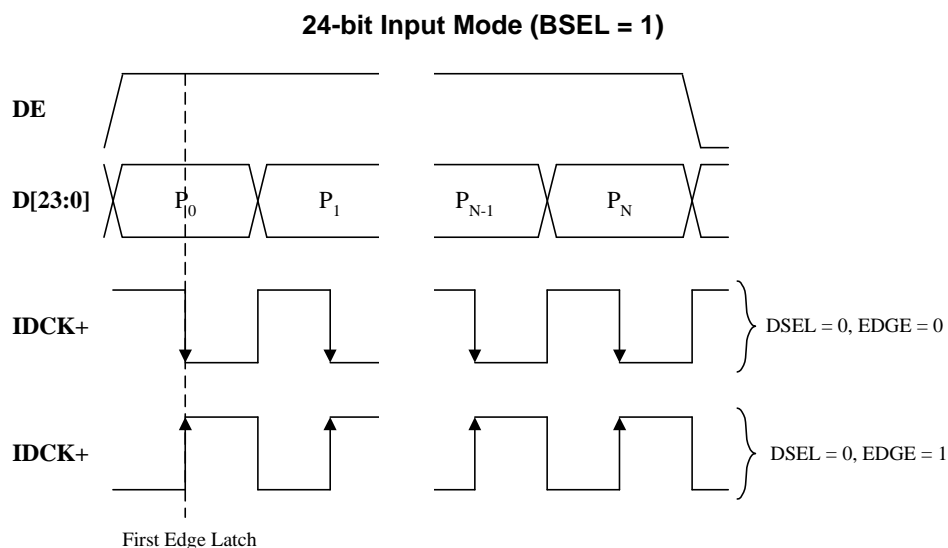 24-bit Input Mode (BSEL = 1)
DE
D[23:0]
P0
P1
PN-1
PN
IDCK+
DSEL = 0, EDGE = 0
IDCK+
DSEL = 0, EDGE = 1
First Edge Latch